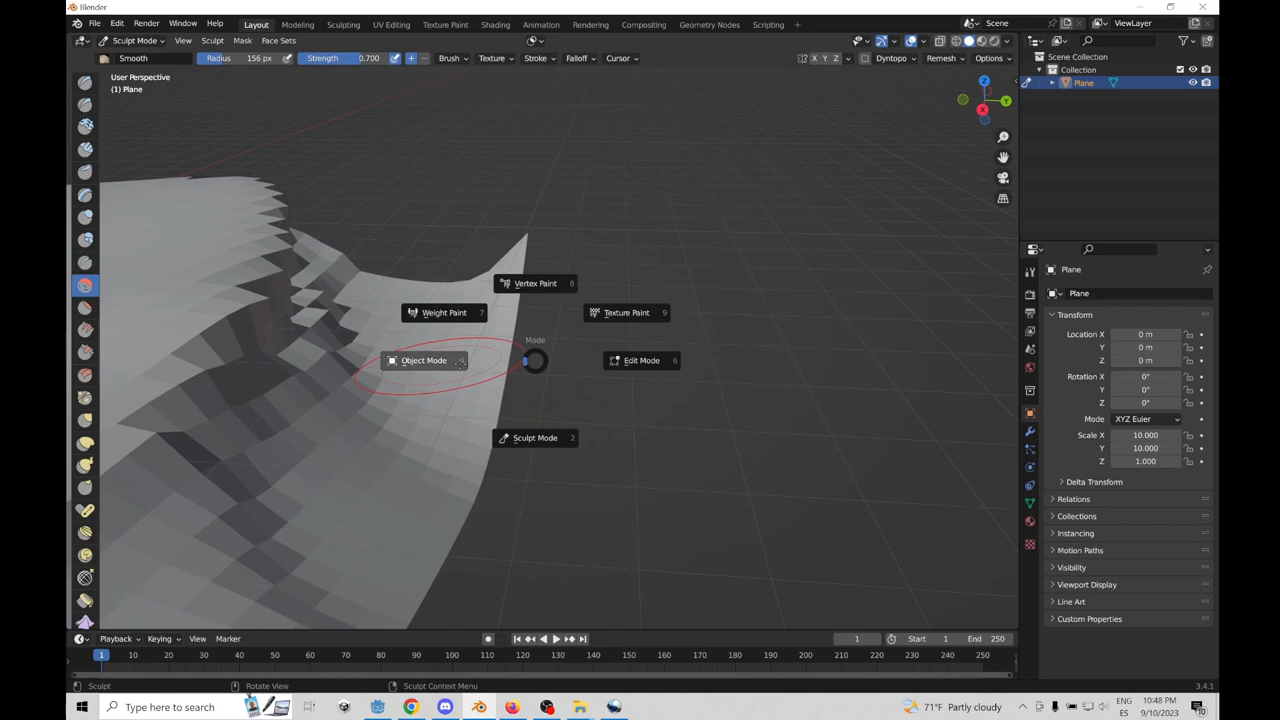 Blender
File Edit Render Window Help Layout Modeling Sculpting UV Editing Texture Paint Shading Animation Rendering Compositing Geometry Nodes Scripting + Scene ViewLayer
Sculpt Mode View Sculpt Mask Face Sets
Smooth Radius 156 px Strength 0.700 Brush Texture Stroke Falloff Cursor X Y Z Dyntopo Remesh Options
User Perspective
(1) Plane
Z
Y
X
Scene Collection
Collection
Plane
Vertex Paint 8
Weight Paint 7
Texture Paint 9
Mode
Object Mode
Edit Mode 6
Sculpt Mode 2
Plane
Plane
Transform
Location X 0 m
Y 0 m
Z 0 m
Rotation X 0°
Y 0°
Z 0°
Mode XYZ Euler
Scale X 10.000
Y 10.000
Z 1.000
Delta Transform
Relations
Collections
Instancing
Motion Paths
Visibility
Viewport Display
Line Art
Custom Properties
Playback Keying View Marker 1 Start 1 End 250
1 10 20 30 40 50 60 70 80 90 100 110 120 130 140 150 160 170 180 190 200 210 220 230 240 250
Sculpt Rotate View Sculpt Context Menu 3.4.1
Type here to search 71°F Partly cloudy ENG ES 10:48 PM 9/10/2023